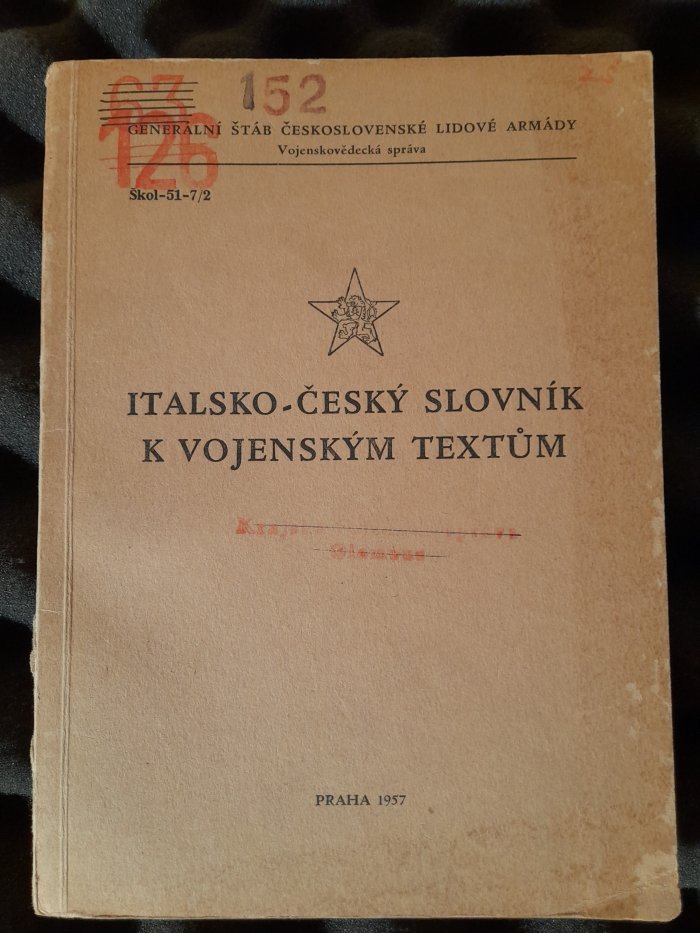 152
63
126
GENERÁLNÍ ŠTÁB ČESKOSLOVENSKÉ LIDOVÉ ARMÁDY
Vojenskovědecká správa
Škol-51-7/2
ITALSKO-ČESKÝ SLOVNÍK
K VOJENSKÝM TEXTŮM
Olomouc
PRAHA 1957